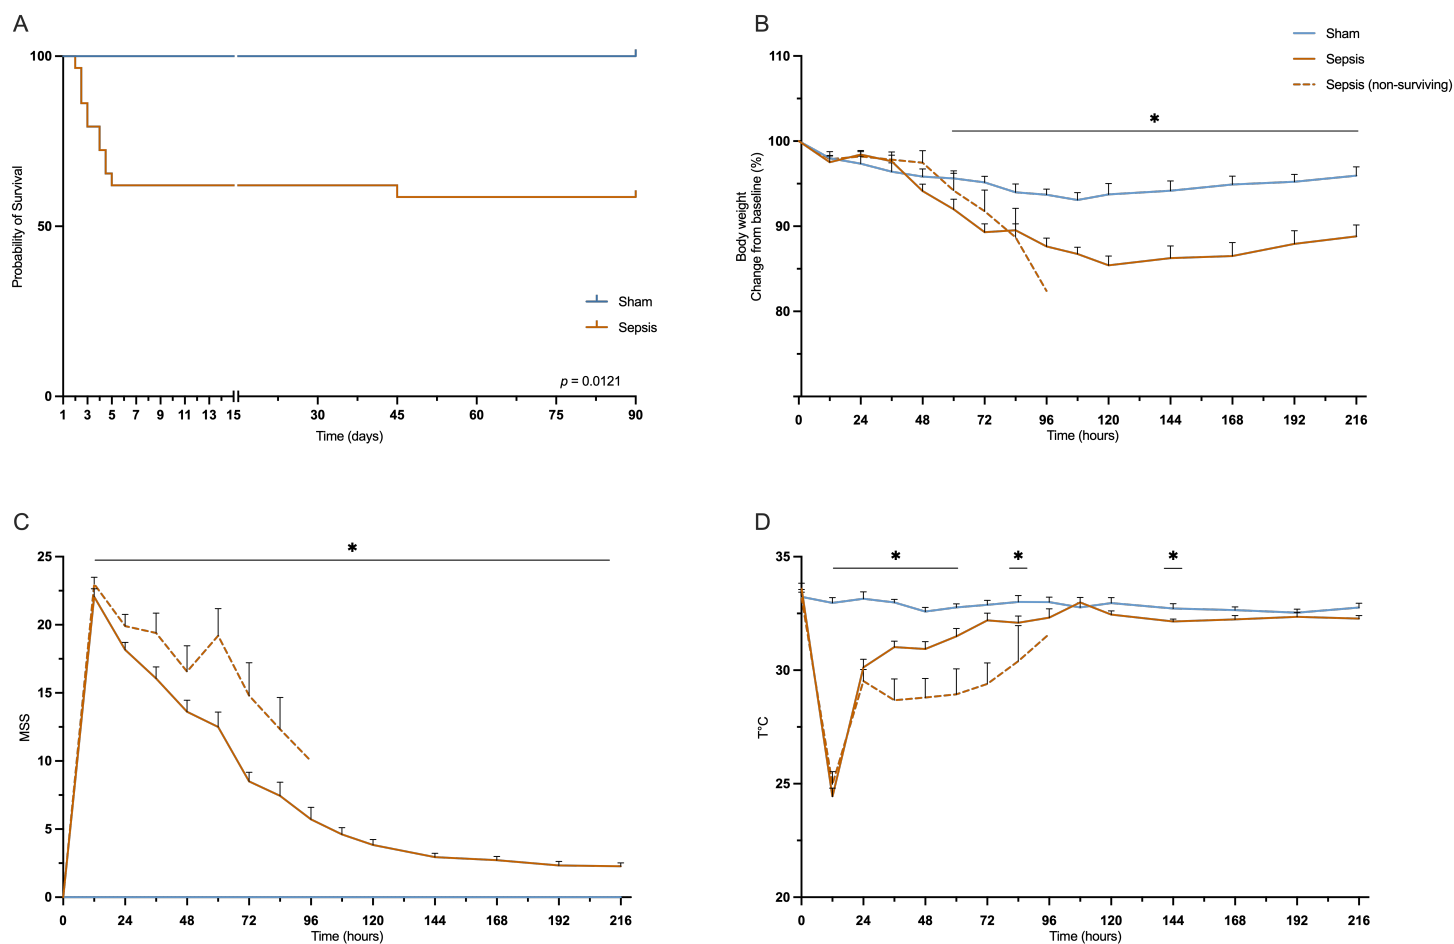 A
100
50
0
Probability of Survival
Sham
Sepsis
p = 0.0121
1 3 5 7 9 11 13 15 30 45 60 75 90
Time (days)
B
Sham
Sepsis
Sepsis (non-surviving)
110
100
90
80
Body weight
Change from baseline (%)
*
0 24 48 72 96 120 144 168 192 216
Time (hours)
C
25
20
15
10
5
0
MSS
*
0 24 48 72 96 120 144 168 192 216
Time (hours)
D
35
30
25
20
T°C
* * *
0 24 48 72 96 120 144 168 192 216
Time (hours)